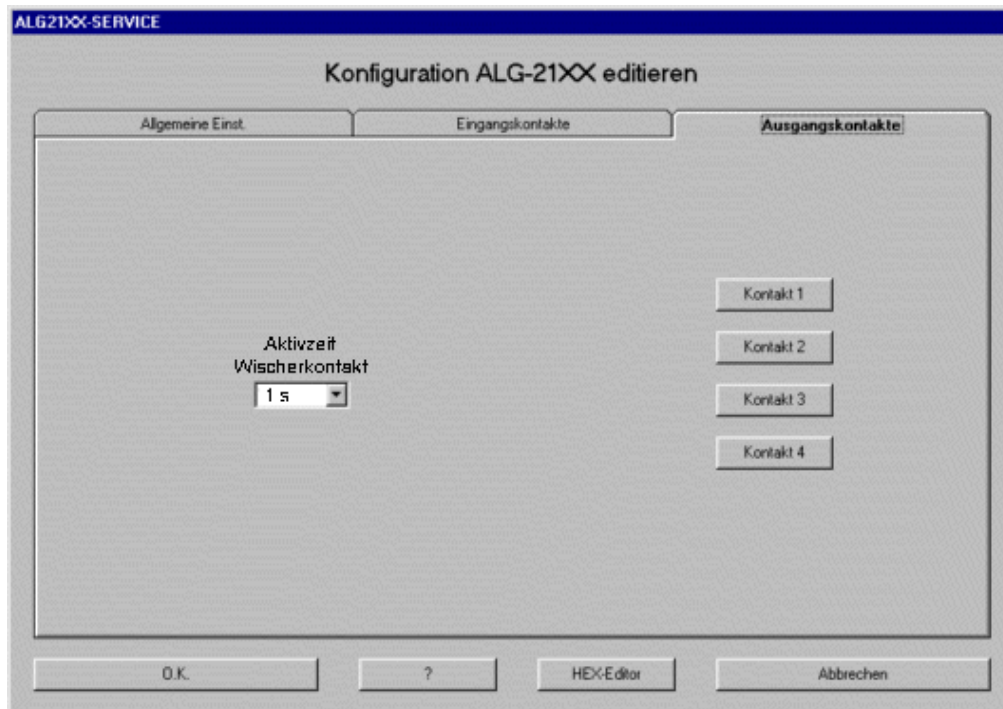 ALG21XX-SERVICE
Konfiguration ALG-21XX editieren
Allgemeine Einst.
Eingangskontakte
Ausgangskontakte
Kontakt 1
Aktivzeit
Wischerkontakt
1 s
Kontakt 2
Kontakt 3
Kontakt 4
O.K.
?
HEX-Editor
Abbrechen